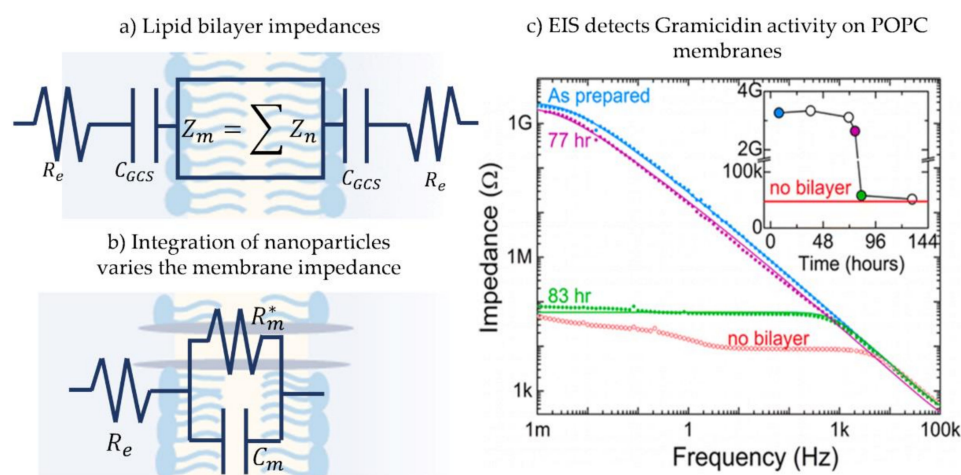 a) Lipid bilayer impedances
R_e
C_GCS
Z_m = ∑ Z_n
C_GCS
R_e
b) Integration of nanoparticles
varies the membrane impedance
R_m^*
R_e
C_m
c) EIS detects Gramicidin activity on POPC
membranes
Impedance (Ω)
1G
1M
1k
As prepared
77 hr
83 hr
no bilayer
4G
2G
100k
0
no bilayer
0 48 96 144
Time (hours)
1m 1 1k 100k
Frequency (Hz)